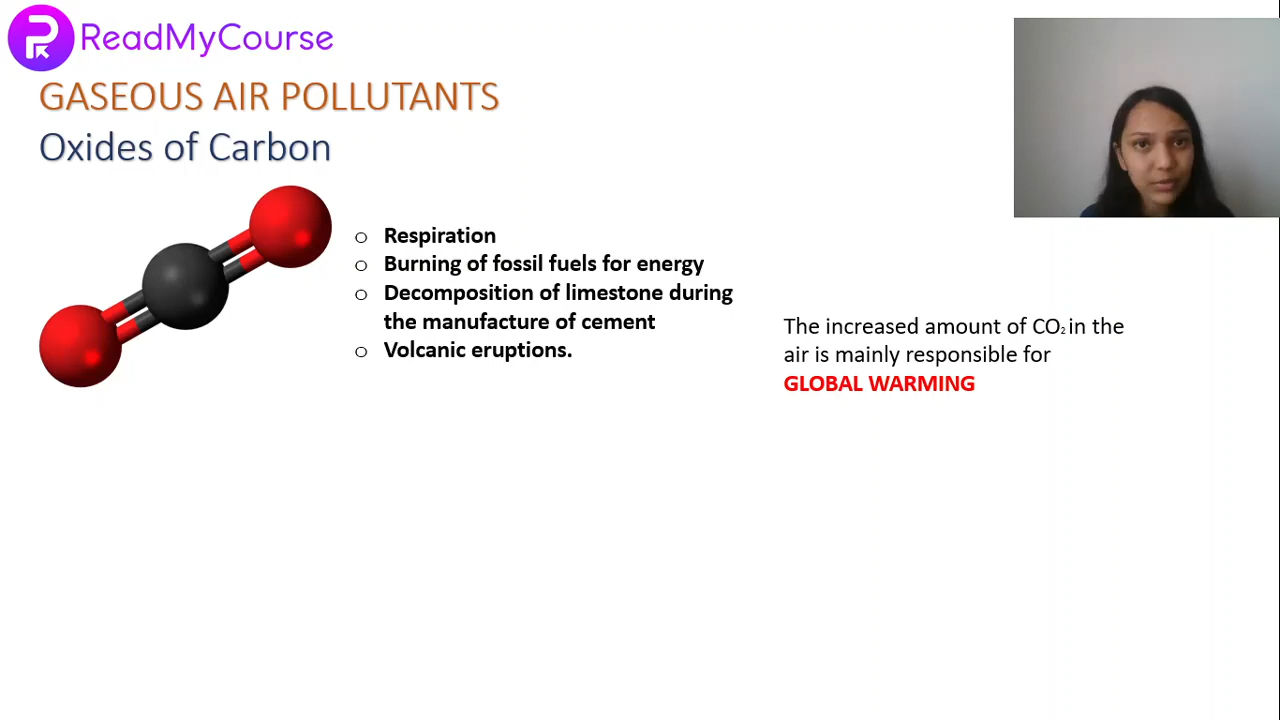 ReadMyCourse
GASEOUS AIR POLLUTANTS
Oxides of Carbon
o Respiration
o Burning of fossil fuels for energy
o Decomposition of limestone during
the manufacture of cement
o Volcanic eruptions.
The increased amount of CO₂ in the
air is mainly responsible for
GLOBAL WARMING